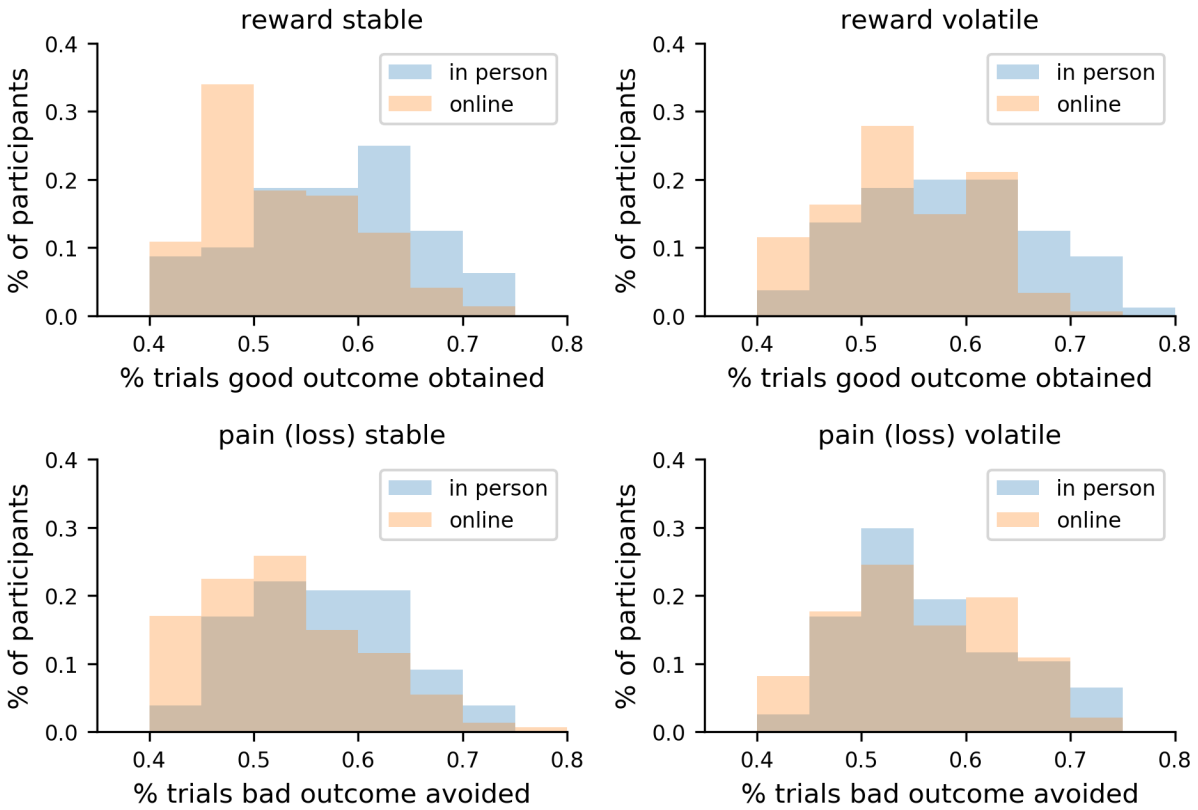 reward stable
% of participants
0.4
0.3
0.2
0.1
0.0
in person
online
0.4
0.5
0.6
0.7
0.8
% trials good outcome obtained
reward volatile
% of participants
0.4
0.3
0.2
0.1
0.0
in person
online
0.4
0.5
0.6
0.7
0.8
% trials good outcome obtained
pain (loss) stable
% of participants
0.4
0.3
0.2
0.1
0.0
in person
online
0.4
0.5
0.6
0.7
0.8
% trials bad outcome avoided
pain (loss) volatile
% of participants
0.4
0.3
0.2
0.1
0.0
in person
online
0.4
0.5
0.6
0.7
0.8
% trials bad outcome avoided